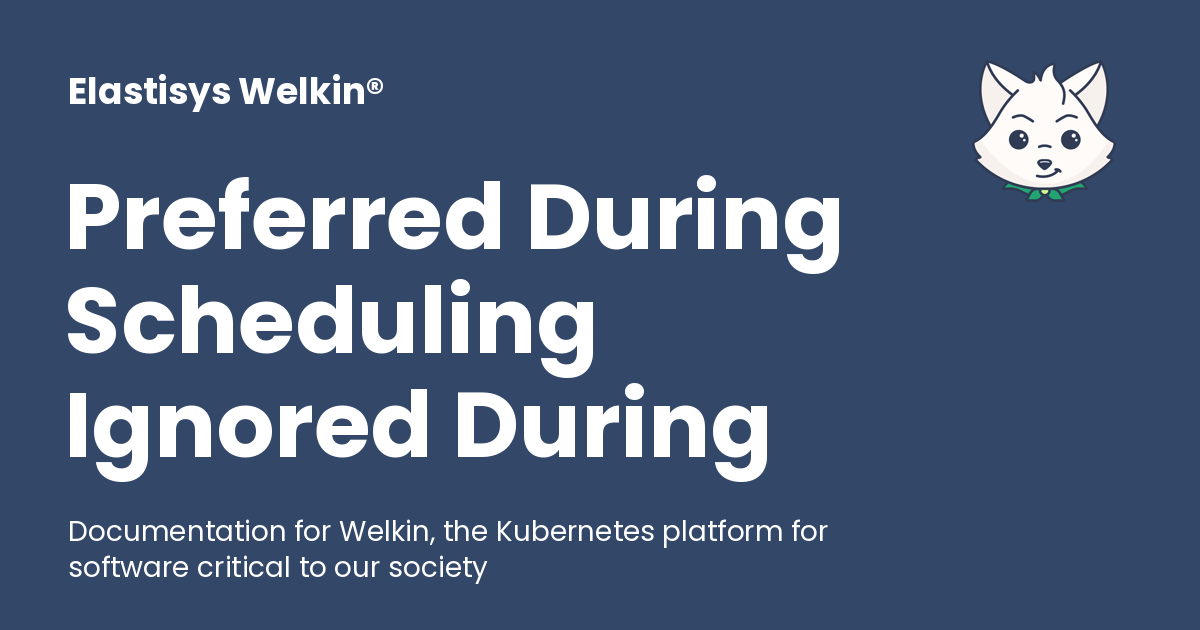 Elastisys Welkin®
Preferred During
Scheduling
Ignored During
Documentation for Welkin, the Kubernetes platform for
software critical to our society